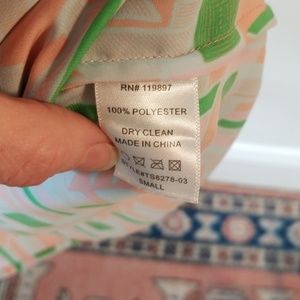 RN# 119897
100% POLYESTER
DRY CLEAN
MADE IN CHINA
STYLE#TS8278-03
SMALL